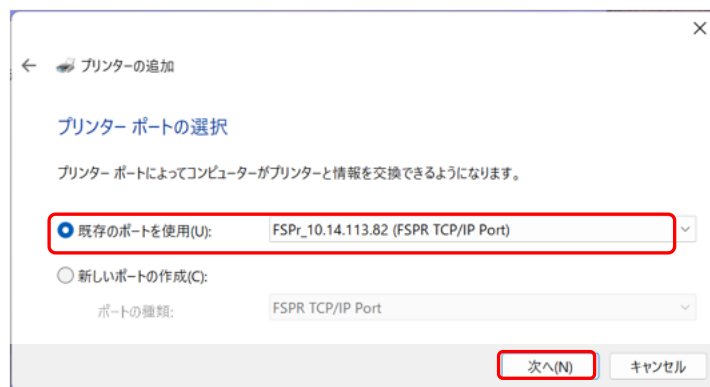 プリンターの追加
プリンター ポートの選択
プリンター ポートによってコンピューターがプリンターと情報を交換できるようになります。
既存のポートを使用(U): FSPr_10.14.113.82 (FSPR TCP/IP Port)
新しいポートの作成(C):
ポートの種類: FSPR TCP/IP Port
次へ(N) キャンセル